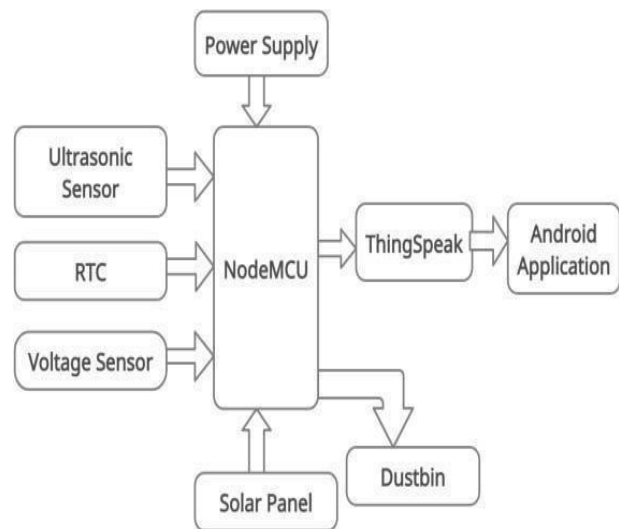 Power Supply
Ultrasonic
Sensor
RTC
Voltage Sensor
NodeMCU
ThingSpeak
Android
Application
Dustbin
Solar Panel